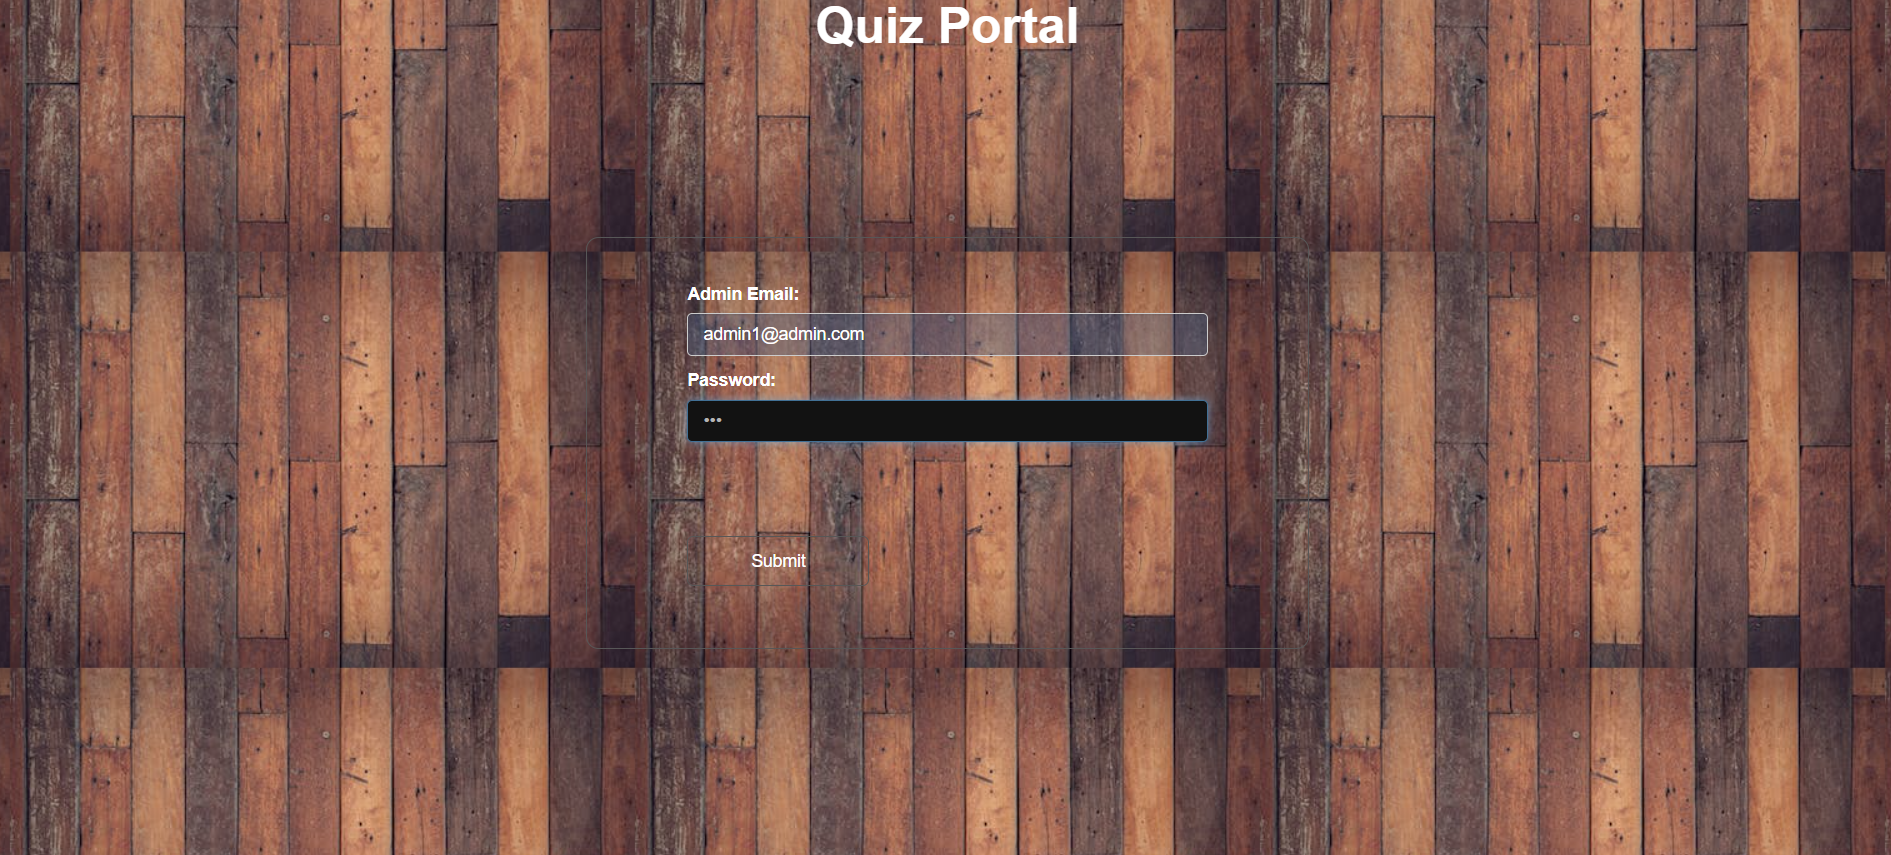 Quiz Portal
Admin Email:
admin1@admin.com
Password:
•••
Submit